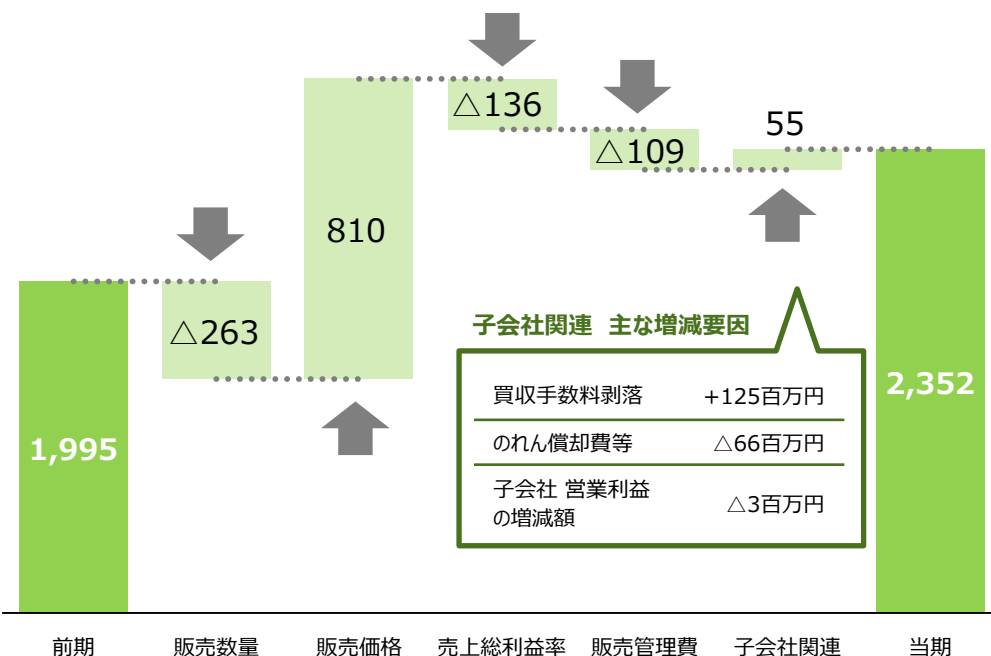 △136
55
△109
810
△263
子会社関連 主な増減要因
買収手数料剥落 +125百万円
のれん償却費等 △66百万円
子会社 営業利益
の増減額 △3百万円
2,352
1,995
前期 販売数量 販売価格 売上総利益率 販売管理費 子会社関連 当期